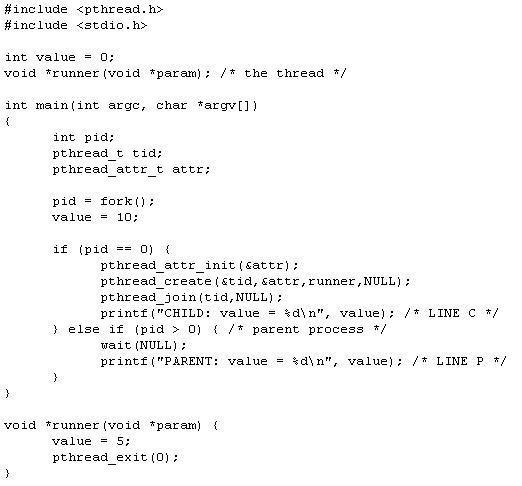 #include <pthread.h>
#include <stdio.h>

int value = 0;
void *runner(void *param); /* the thread */

int main(int argc, char *argv[])
{
      int pid;
      pthread_t tid;
      pthread_attr_t attr;

      pid = fork();
      value = 10;

      if (pid == 0) {
            pthread_attr_init(&attr);
            pthread_create(&tid,&attr,runner,NULL);
            pthread_join(tid,NULL);
            printf("CHILD: value = %d\n", value); /* LINE C */
      } else if (pid > 0) { /* parent process */
            wait(NULL);
            printf("PARENT: value = %d\n", value); /* LINE P */
      }
}

void *runner(void *param) {
      value = 5;
      pthread_exit(0);
}